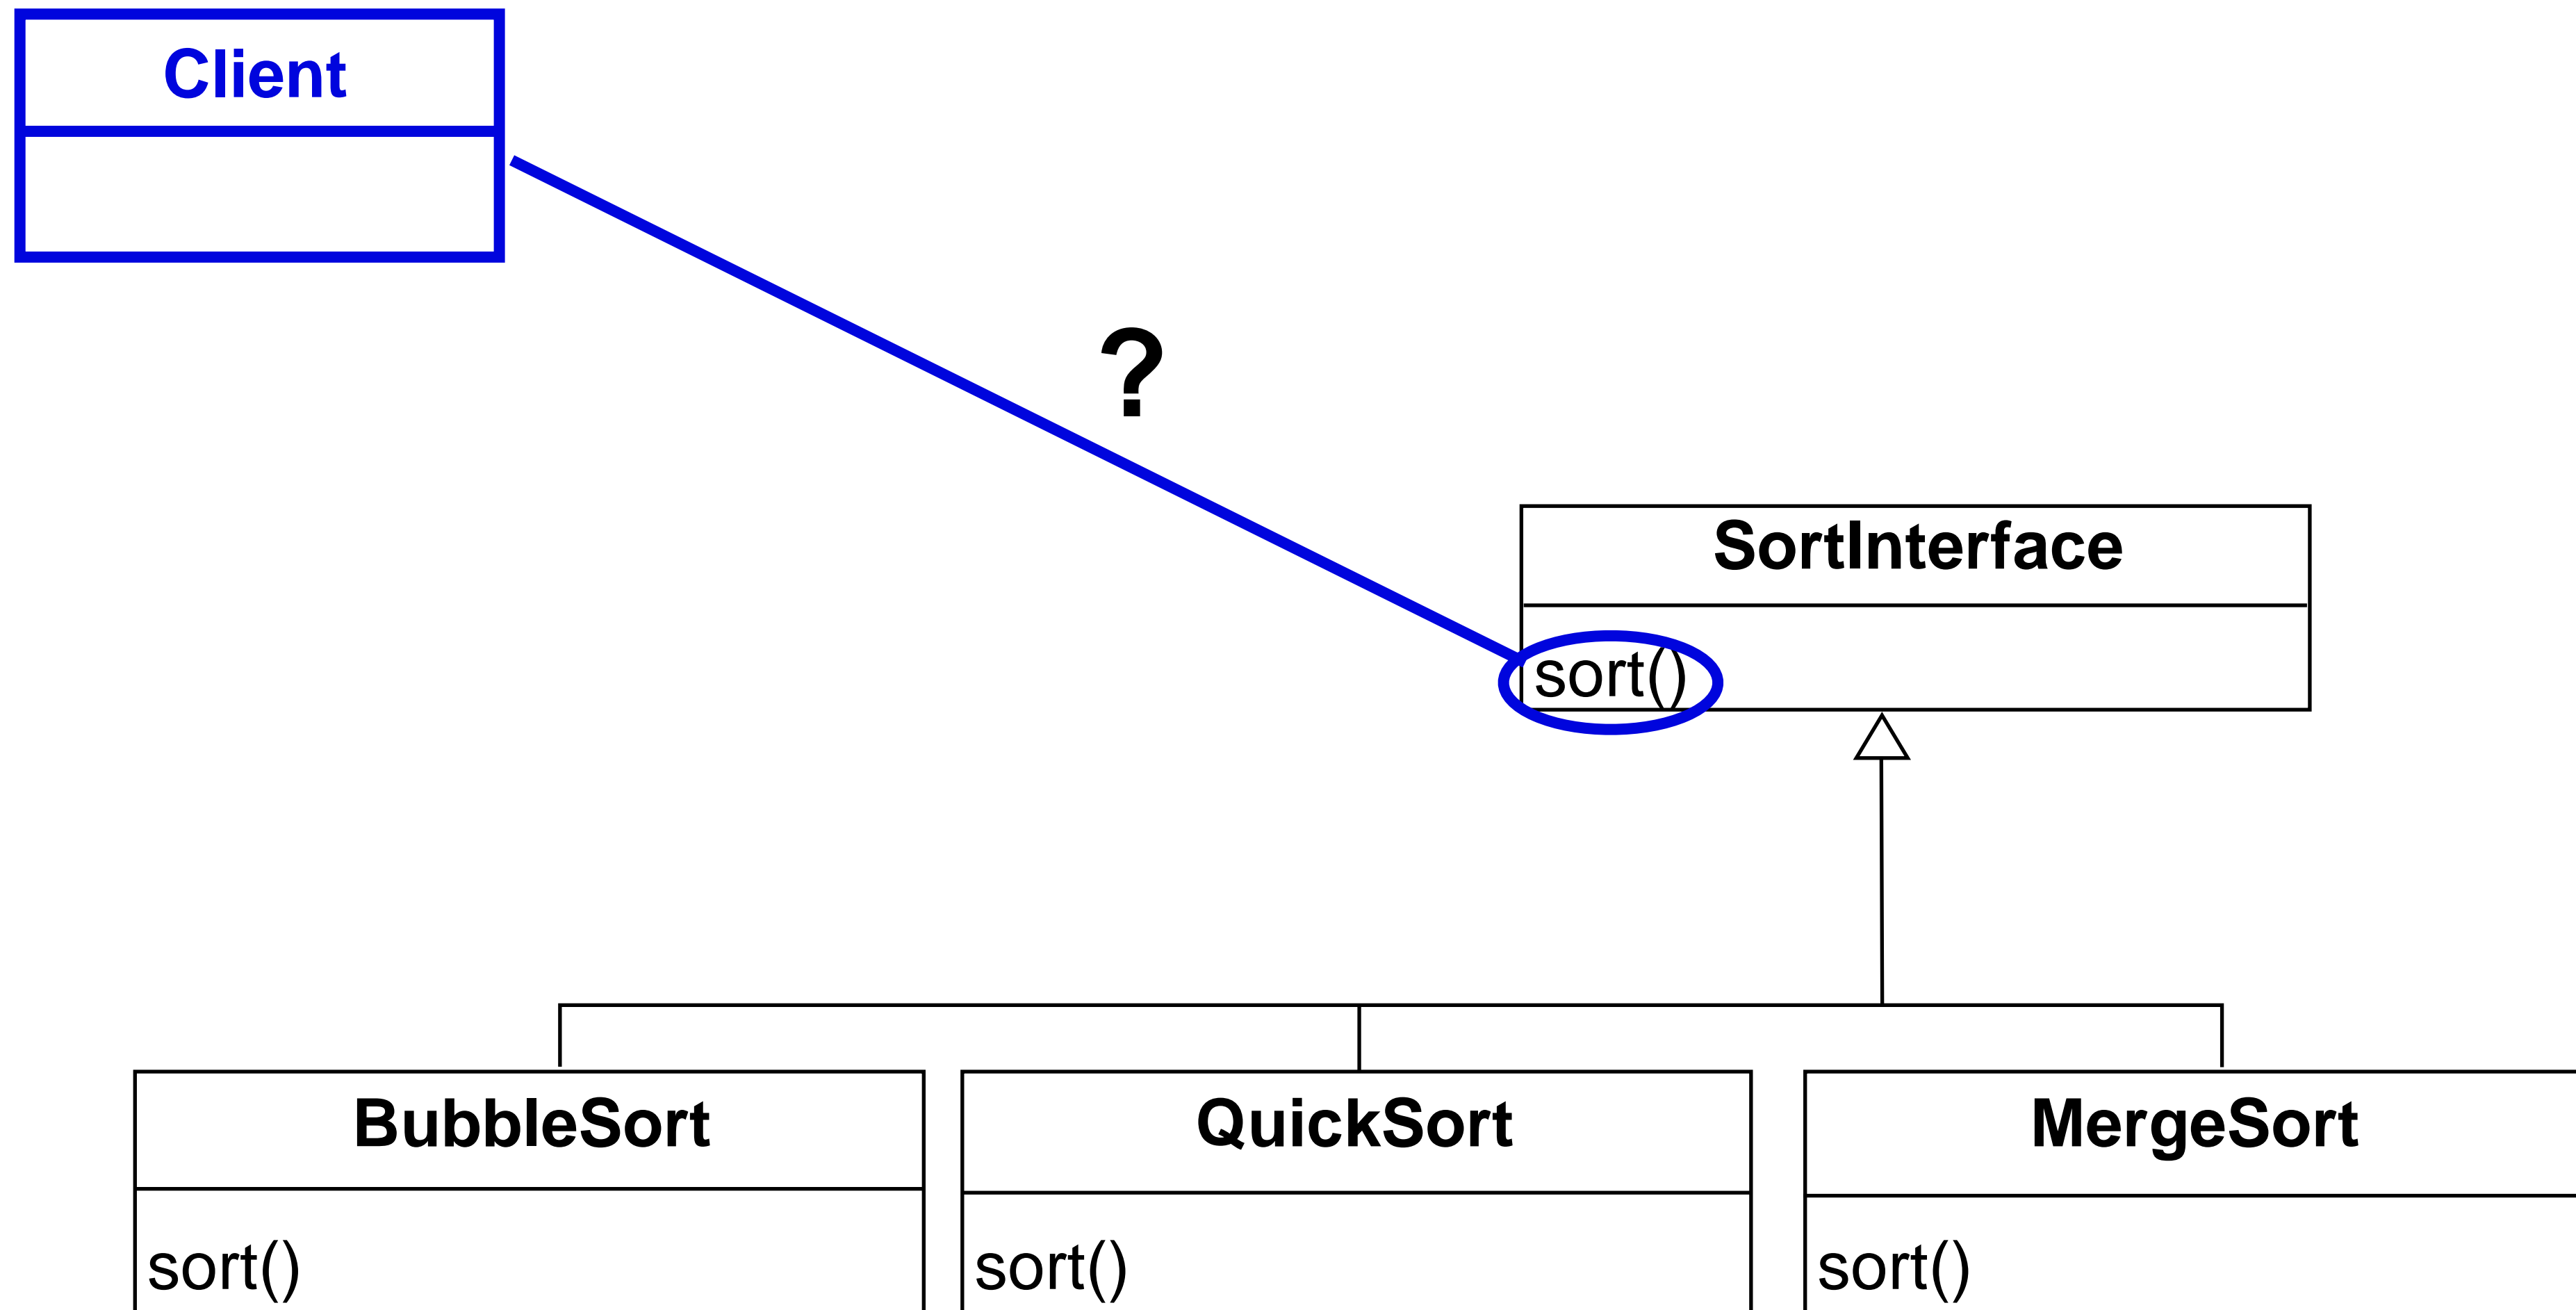 Client
?
SortInterface
sort()
BubbleSort
QuickSort
MergeSort
sort()
sort()
sort()